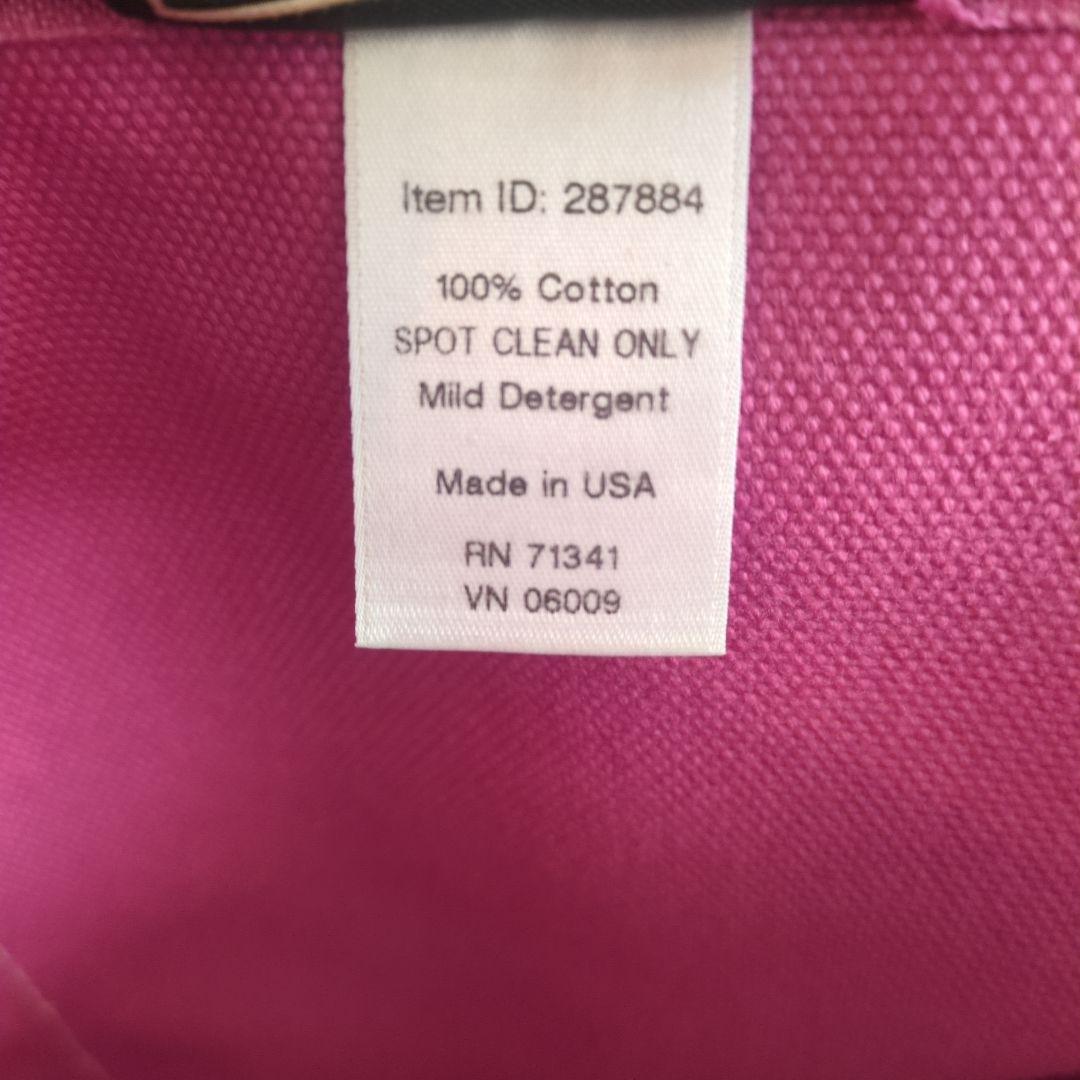 Item ID: 287884
100% Cotton
SPOT CLEAN ONLY
Mild Detergent
Made in USA
RN 71341
VN 06009